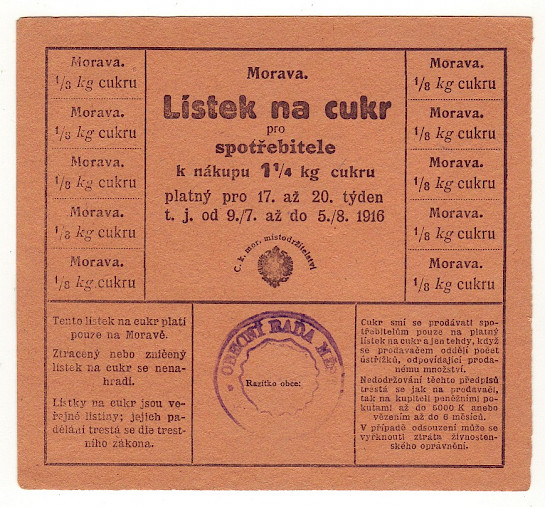 Morava.
1/8 kg cukru
Morava.
1/8 kg cukru
Morava.
1/8 kg cukru
Morava.
1/8 kg cukru
Morava.
1/8 kg cukru
Morava.
Lístek na cukr
pro
spotřebitele
k nákupu 1 1/4 kg cukru
platný pro 17. až 20. týden
t. j. od 9./7. až do 5./8. 1916
C. k. mor. místodržitelství
Morava.
1/8 kg cukru
Morava.
1/8 kg cukru
Morava.
1/8 kg cukru
Morava.
1/8 kg cukru
Morava.
1/8 kg cukru
Tento lístek na cukr platí
pouze na Moravě.
Ztracený nebo zničený
lístek na cukr se nena-
hradí.
Lístky na cukr jsou ve-
řejné listiny; jejich pa-
dělání trestá se dle trest-
ního zákona.
OBECNÍ RADA
Razítko obce:
Cukr smí se prodávati spo-
třebitelům pouze na platný
lístek na cukr a jen tehdy, když
se prodavačem oddělí počet
ústřižků, odpovídající proda-
nému množství.
Nedodržování těchto předpisů
trestá se jak na prodavači,
tak na kupiteli peněžními po-
kutami až do 5000 K anebo
vězením až do 6 měsíců.
V případě odsouzení může se
vyřknouti ztráta živnosten-
ského oprávnění.